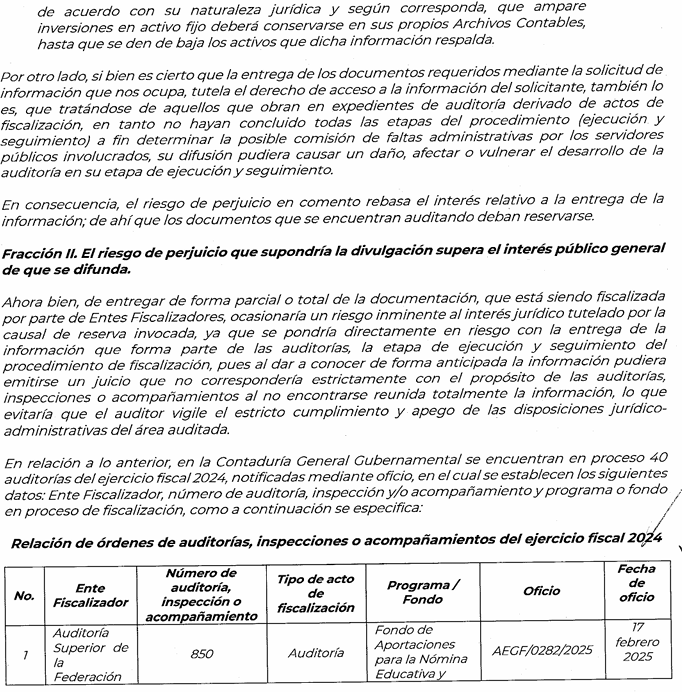 de acuerdo con su naturaleza jurídica y según corresponda, que ampare
inversiones en activo fijo deberá conservarse en sus propios Archivos Contables,
hasta que se den de baja los activos que dicha información respalda.
Por otro lado, si bien es cierto que la entrega de los documentos requeridos mediante la solicitud de
información que nos ocupa, tutela el derecho de acceso a la información del solicitante, también lo
es, que tratándose de aquellos que obran en expedientes de auditoría derivado de actos de
fiscalización, en tanto no hayan concluido todas las etapas del procedimiento (ejecución y
seguimiento) a fin determinar la posible comisión de faltas administrativas por los servidores
públicos involucrados, su difusión pudiera causar un daño, afectar o vulnerar el desarrollo de la
auditoría en su etapa de ejecución y seguimiento.
En consecuencia, el riesgo de perjuicio en comento rebasa el interés relativo a la entrega de la
información; de ahí que los documentos que se encuentran auditando deban reservarse.
Fracción II. El riesgo de perjuicio que supondría la divulgación supera el interés público general
de que se difunda.
Ahora bien, de entregar de forma parcial o total de la documentación, que está siendo fiscalizada
por parte de Entes Fiscalizadores, ocasionaría un riesgo inminente al interés jurídico tutelado por la
causal de reserva invocada, ya que se pondría directamente en riesgo con la entrega de la
información que forma parte de las auditorías, la etapa de ejecución y seguimiento del
procedimiento de fiscalización, pues al dar a conocer de forma anticipada la información pudiera
emitirse un juicio que no correspondería estrictamente con el propósito de las auditorías,
inspecciones o acompañamientos al no encontrarse reunida totalmente la información, lo que
evitaría que el auditor vigile el estricto cumplimiento y apego de las disposiciones jurídico-
administrativas del área auditada.
En relación a lo anterior, en la Contaduría General Gubernamental se encuentran en proceso 40
auditorías del ejercicio fiscal 2024, notificadas mediante oficio, en el cual se establecen los siguientes
datos: Ente Fiscalizador, número de auditoría, inspección y/o acompañamiento y programa o fondo
en proceso de fiscalización, como a continuación se especifica:
Relación de órdenes de auditorías, inspecciones o acompañamientos del ejercicio fiscal 2024
No.
Ente
Fiscalizador
Número de
auditoría,
inspección o
acompañamiento
Tipo de acto
de
fiscalización
Programa /
Fondo
Oficio
Fecha
de
oficio
1
Auditoría
Superior de
la
Federación
850
Auditoría
Fondo de
Aportaciones
para la Nómina
Educativa y
AEGF/0282/2025
17
febrero
2025